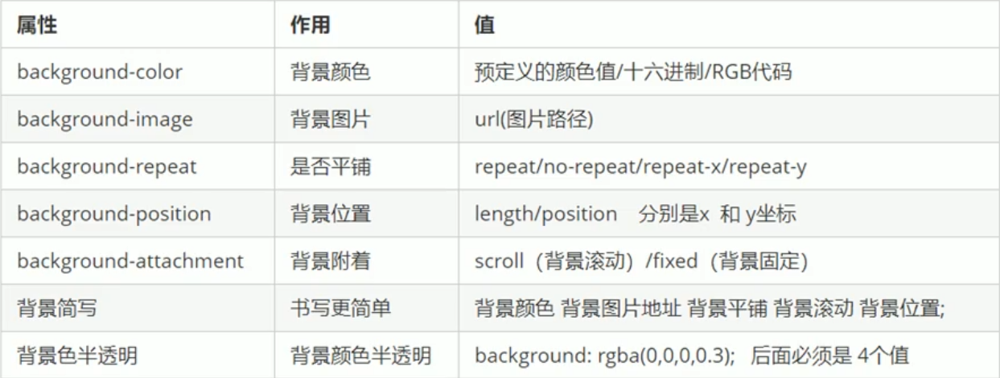 属性 作用 值
background-color 背景颜色 预定义的颜色值/十六进制/RGB代码
background-image 背景图片 url(图片路径)
background-repeat 是否平铺 repeat/no-repeat/repeat-x/repeat-y
background-position 背景位置 length/position 分别是x 和 y坐标
background-attachment 背景附着 scroll（背景滚动）/fixed（背景固定）
背景简写 书写更简单 背景颜色 背景图片地址 背景平铺 背景滚动 背景位置;
背景色半透明 背景颜色半透明 background: rgba(0,0,0,0.3); 后面必须是 4个值